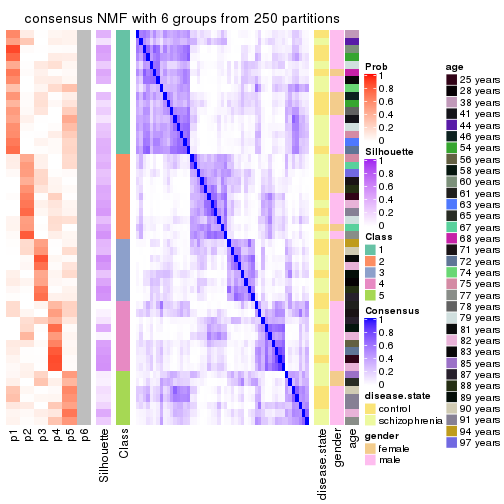 consensus NMF with 6 groups from 250 partitions
Prob
1
0.8
0.6
0.4
0.2
0
Silhouette
1
0.8
0.6
0.4
0.2
0
Class
1
2
3
4
5
Consensus
1
0.8
0.6
0.4
0.2
0
disease.state
control
schizophrenia
gender
female
male
age
25 years
28 years
38 years
41 years
44 years
46 years
54 years
56 years
58 years
60 years
61 years
63 years
65 years
67 years
68 years
71 years
72 years
74 years
75 years
77 years
78 years
79 years
81 years
82 years
83 years
85 years
87 years
88 years
89 years
90 years
91 years
94 years
97 years
p1
p2
p3
p4
p5
p6
Silhouette
Class
disease.state
gender
age